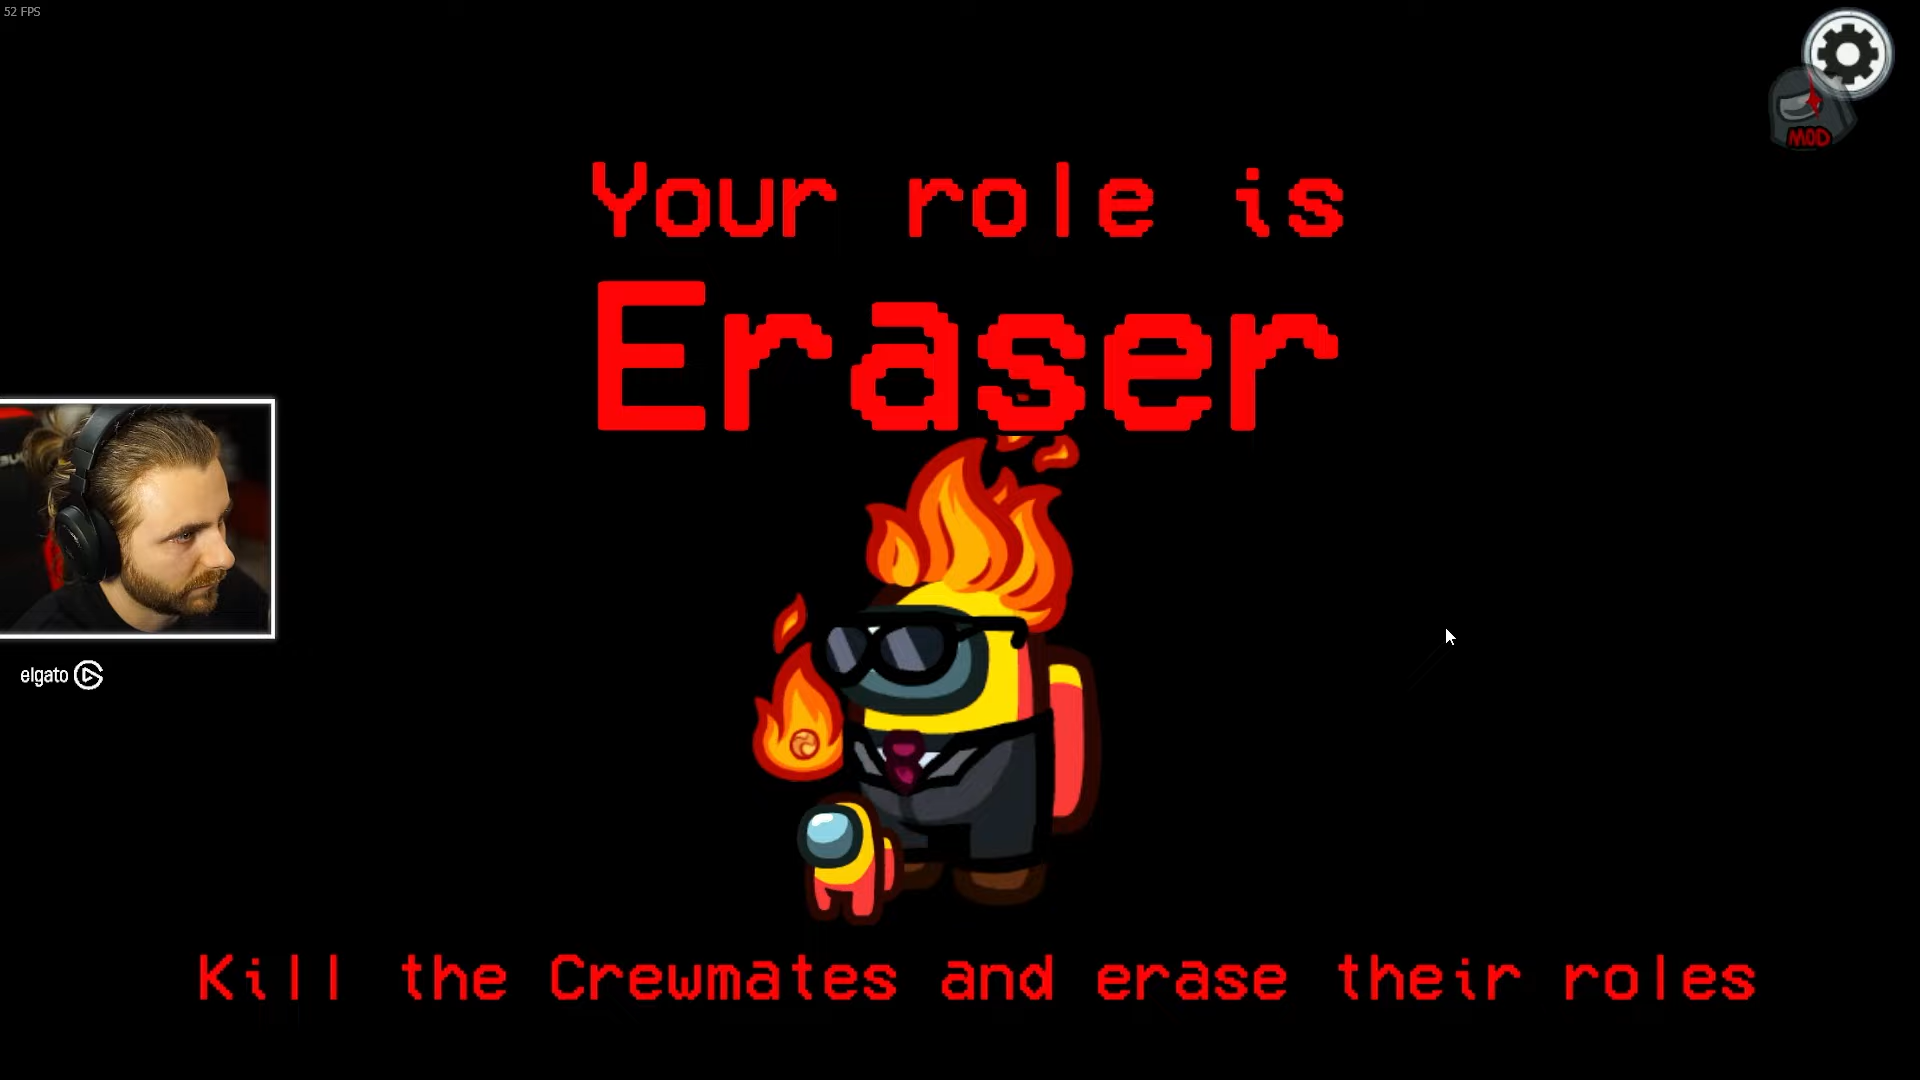 52 FPS
MOD
Your role is
Eraser
elgato
Kill the Crewmates and erase their roles